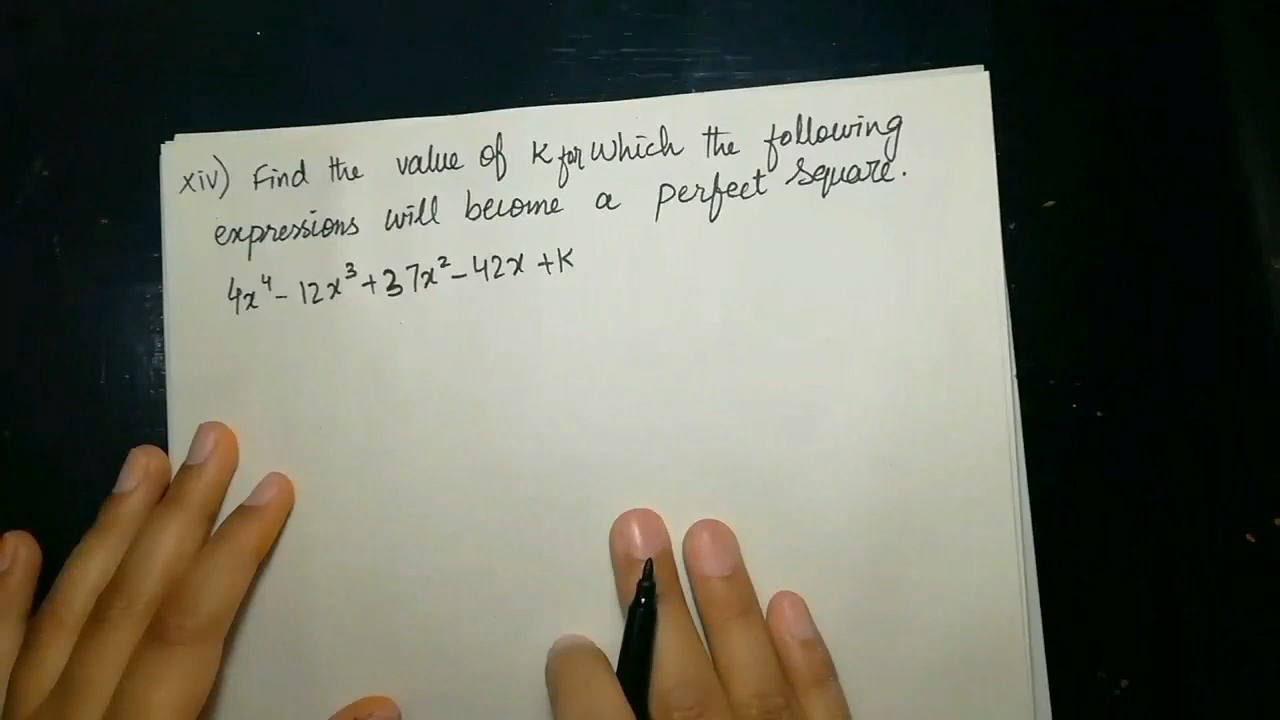 xiv) Find the value of K for which the following
expressions will become a perfect square.
4x⁴ - 12x³ + 37x² - 42x + K